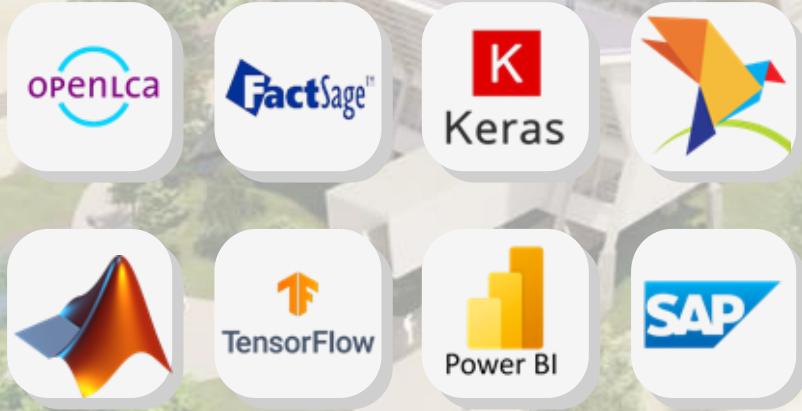 openLca
FactSage™
K
Keras
TensorFlow
Power BI
SAP